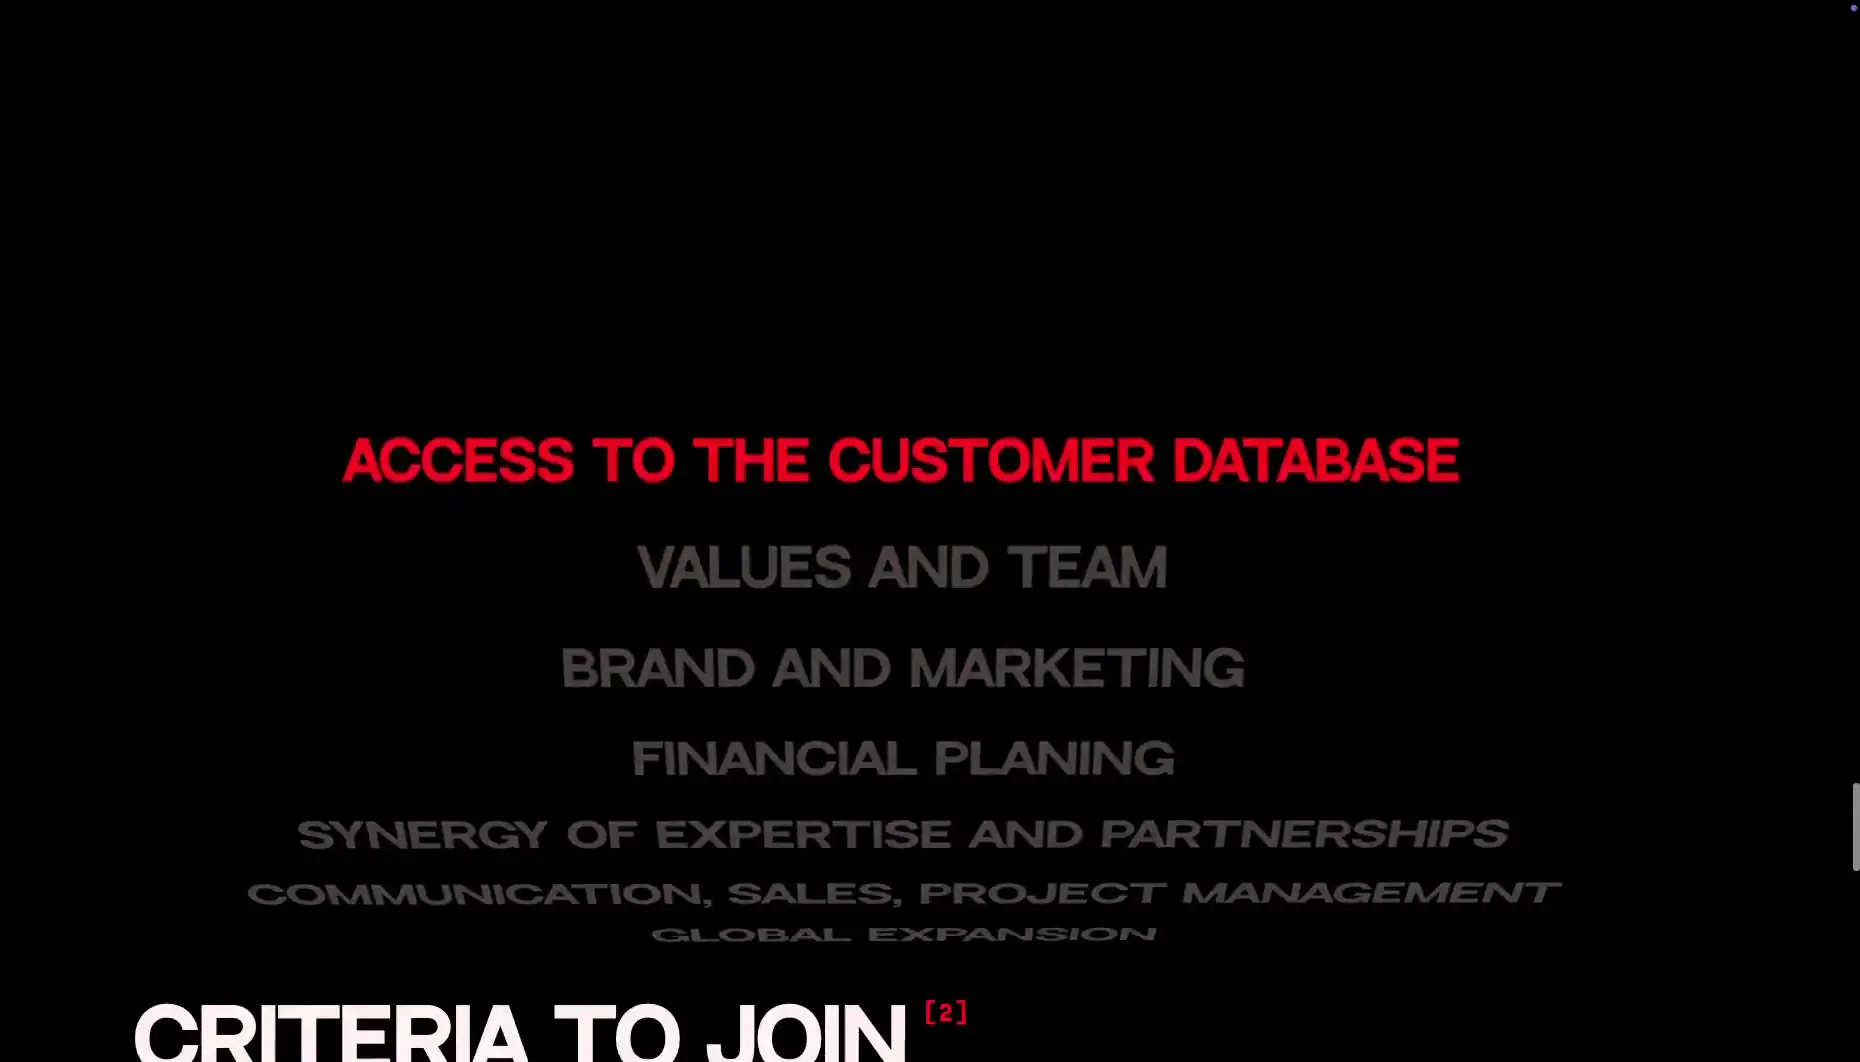 ACCESS TO THE CUSTOMER DATABASE
VALUES AND TEAM
BRAND AND MARKETING
FINANCIAL PLANING
SYNERGY OF EXPERTISE AND PARTNERSHIPS
COMMUNICATION, SALES, PROJECT MANAGEMENT
GLOBAL EXPANSION
CRITERIA TO JOIN [2]